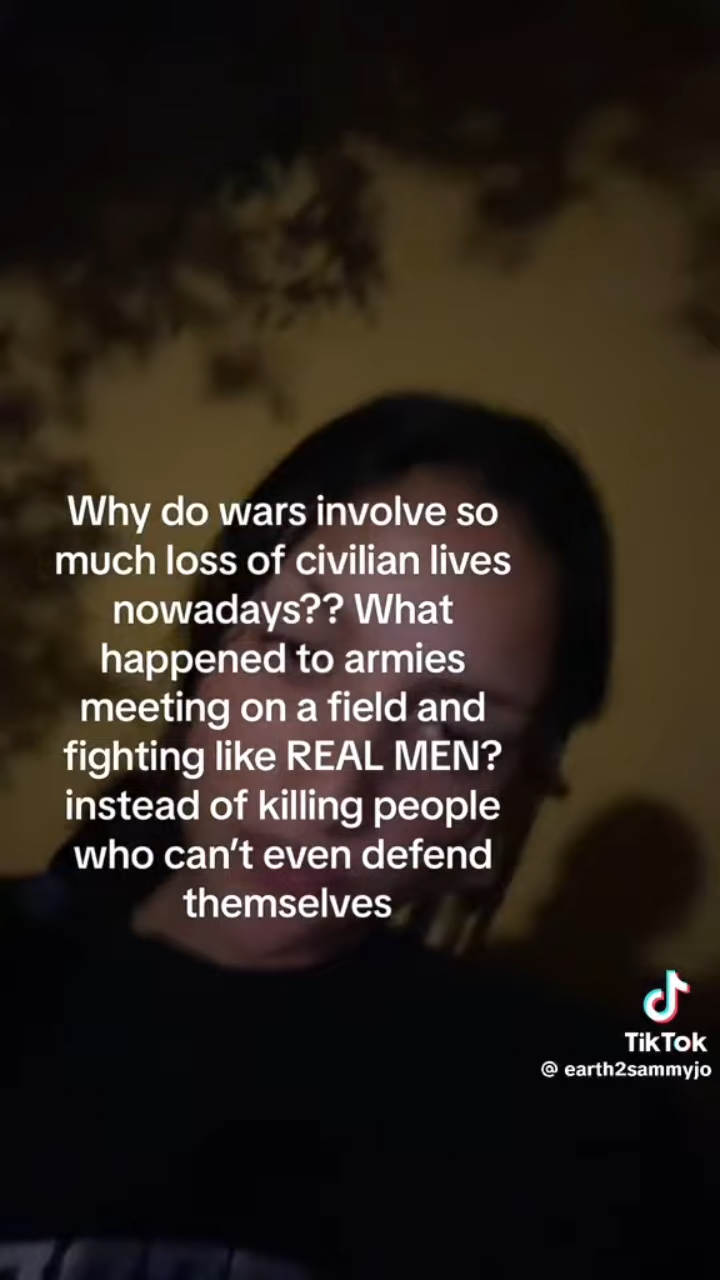 Why do wars involve so
much loss of civilian lives
nowadays?? What
happened to armies
meeting on a field and
fighting like REAL MEN?
instead of killing people
who can't even defend
themselves
TikTok
@ earth2sammyjo